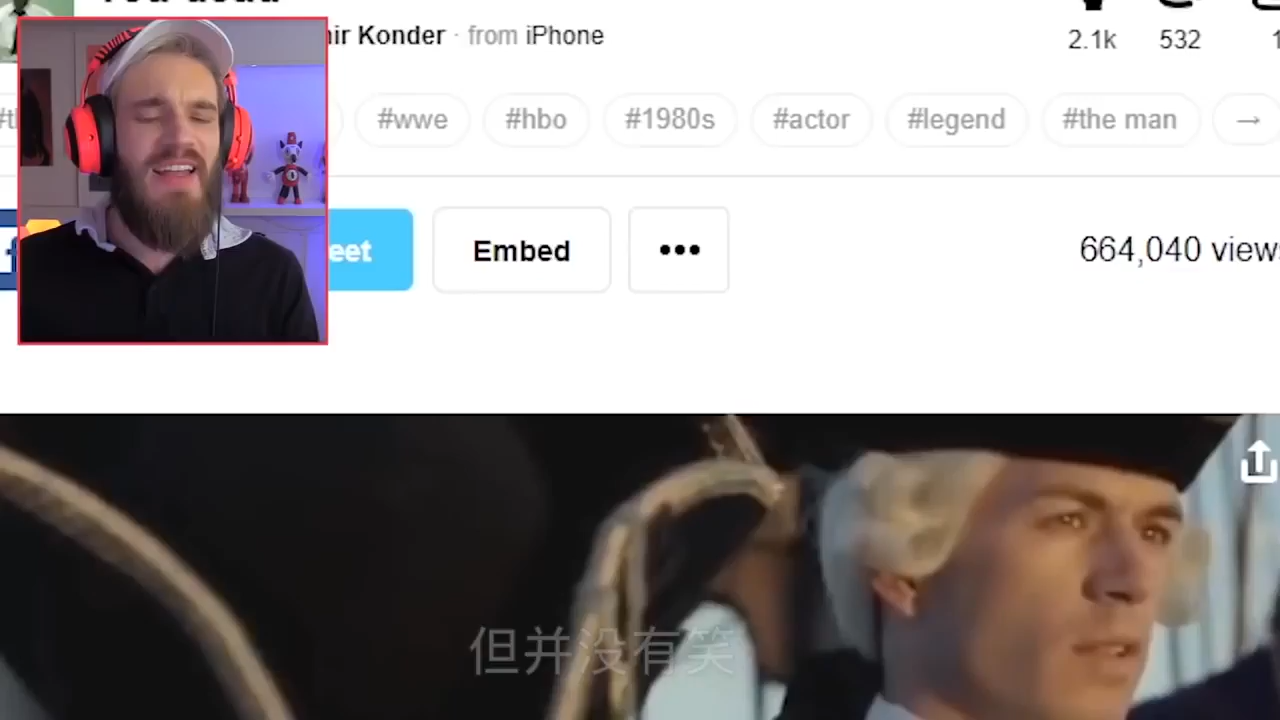 ir Konder · from iPhone
2.1k 532
#wwe #hbo #1980s #actor #legend #the man →
f eet Embed ••• 664,040 views
但并没有笑